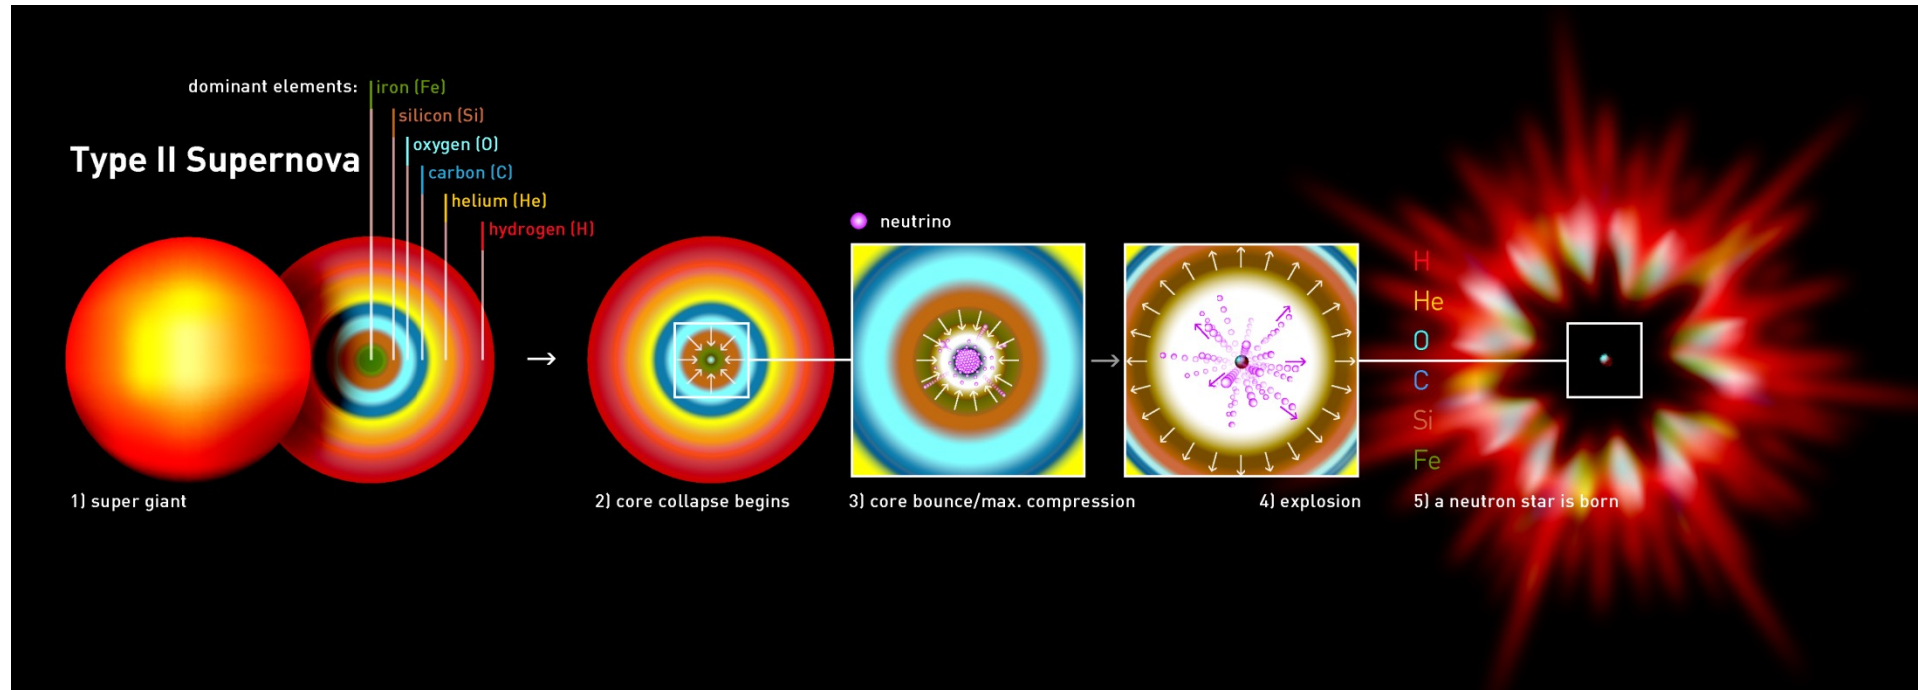 dominant elements:
iron (Fe)
silicon (Si)
oxygen (O)
carbon (C)
helium (He)
hydrogen (H)
Type II Supernova
neutrino
H
He
O
C
Si
Fe
1) super giant
2) core collapse begins
3) core bounce/max. compression
4) explosion
5) a neutron star is born